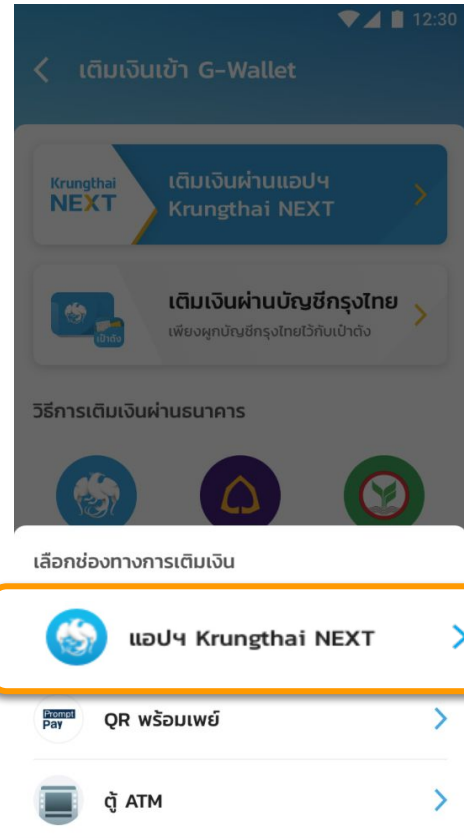 12:30
เติมเงินเข้า G-Wallet
Krungthai
NEXT
เติมเงินผ่านแอปฯ
Krungthai NEXT
เติมเงินผ่านบัญชีกรุงไทย
เพียงผูกบัญชีกรุงไทยไว้กับเป๋าตัง
เป๋าตัง
วิธีการเติมเงินผ่านธนาคาร
เลือกช่องทางการเติมเงิน
แอปฯ Krungthai NEXT
Prompt
Pay
QR พร้อมเพย์
ตู้ ATM